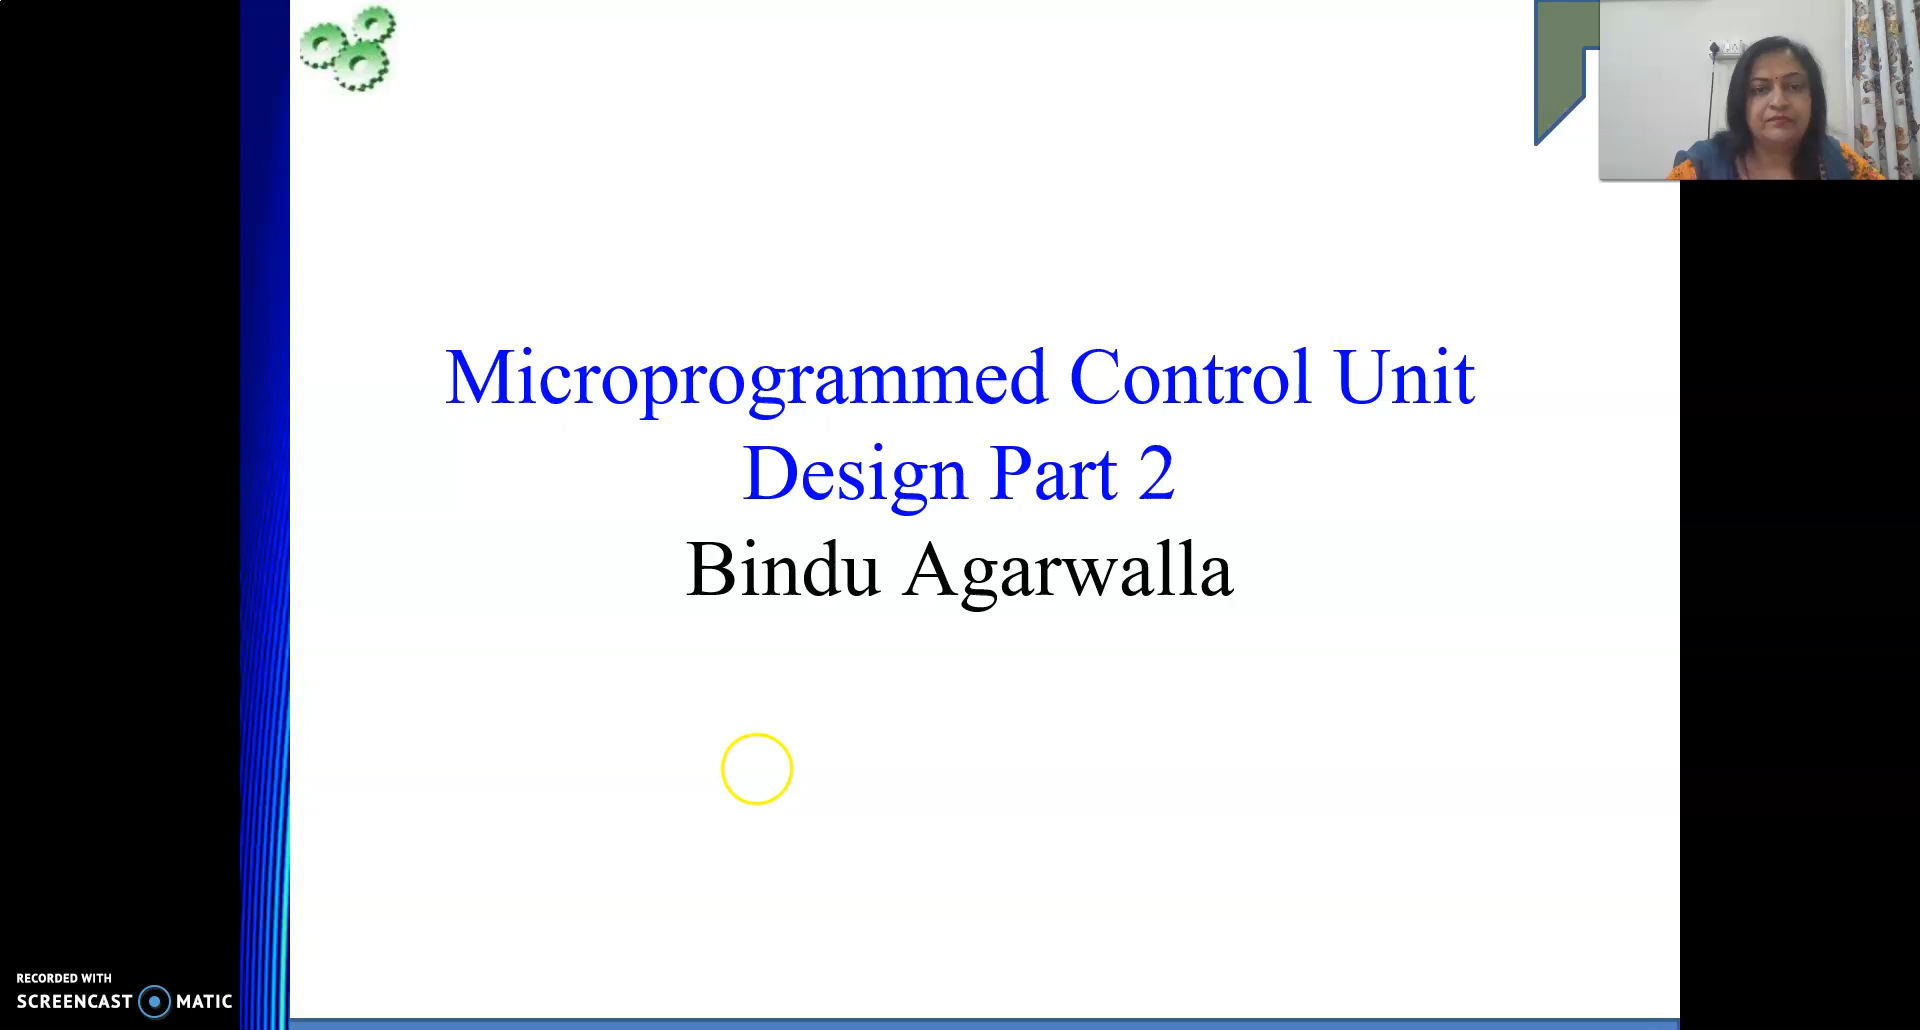 Microprogrammed Control Unit
Design Part 2
Bindu Agarwalla
RECORDED WITH
SCREENCAST MATIC